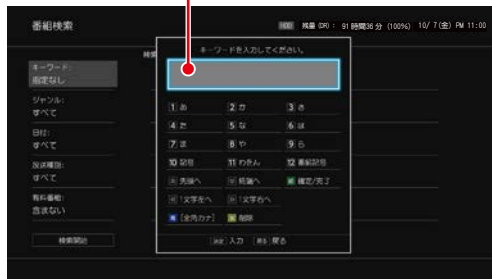 番組検索
HDD 残量 (DR) : 91時間36分 (100%) 10/ 7(金) PM 11:00
キーワードを入力してください。
キーワード:
指定なし
ジャンル:
すべて
日付:
すべて
放送種別:
すべて
有料番組:
含まない
検索開始
1 あ 2 か 3 さ
4 た 5 な 6 は
7 ま 8 や 9 ら
10 記号 11 わをん 12 番組記号
先頭へ 終端へ 確定/完了
1文字左へ 1文字右へ
[全角カナ] 削除
決定 入力 戻る 戻る